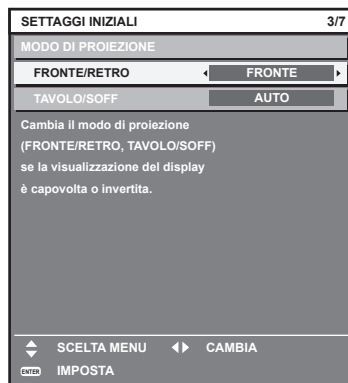 SETTAGGI INIZIALI 3/7
MODO DI PROIEZIONE
FRONTE/RETRO FRONTE
TAVOLO/SOFF AUTO
Cambia il modo di proiezione
(FRONTE/RETRO, TAVOLO/SOFF)
se la visualizzazione del display
è capovolta o invertita.
SCELTA MENU CAMBIA
ENTER IMPOSTA